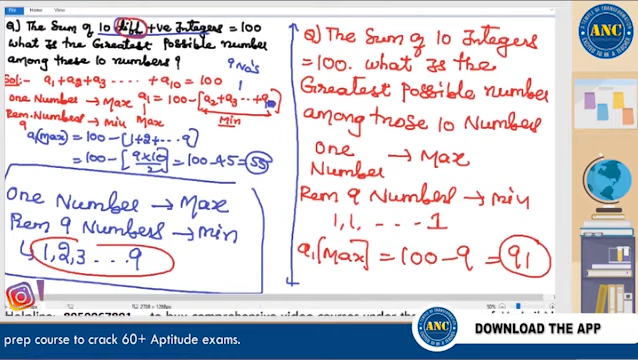 Q) The Sum of 10 diff +ve Integers = 100
What Is the Greatest Possible number
among these 10 numbers?
Sol:- a1 + a2 + a3 . . . . . + a10 = 100
9 No's
One Number → Max a1 = 100 - [a2 + a3 ... + a10]
Rem. Numbers → Min Max
9
Min
a1(max) = 100 - [1+2+...9]
= 100 - [9×10/2] = 100-45 = 55
One Number → Max
Rem 9 Numbers → Min
↳ 1, 2, 3 . . . 9
Q) The Sum of 10 Integers
= 100. What Is the
Greatest Possible number
among those 10 Numbers
One Number → Max
Rem 9 Numbers → Min
1, 1, . . . . 1
a1[Max] = 100 - 9 = 91
ANC
prep course to crack 60+ Aptitude exams.
ANC
DOWNLOAD THE APP